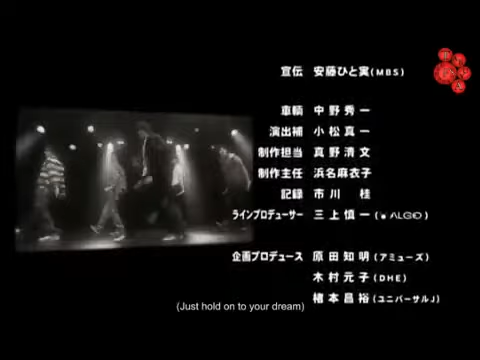 宣伝 安藤ひと実(MBS)
車輌 中野秀一
演出補 小松真一
制作担当 真野清文
制作主任 浜名麻衣子
記録 市川 桂
ラインプロデューサー 三上慎一(ALGO)
企画プロデュース 原田知明(アミューズ)
木村元子(DHE)
楮本昌裕(ユニバーサルJ)
(Just hold on to your dream)